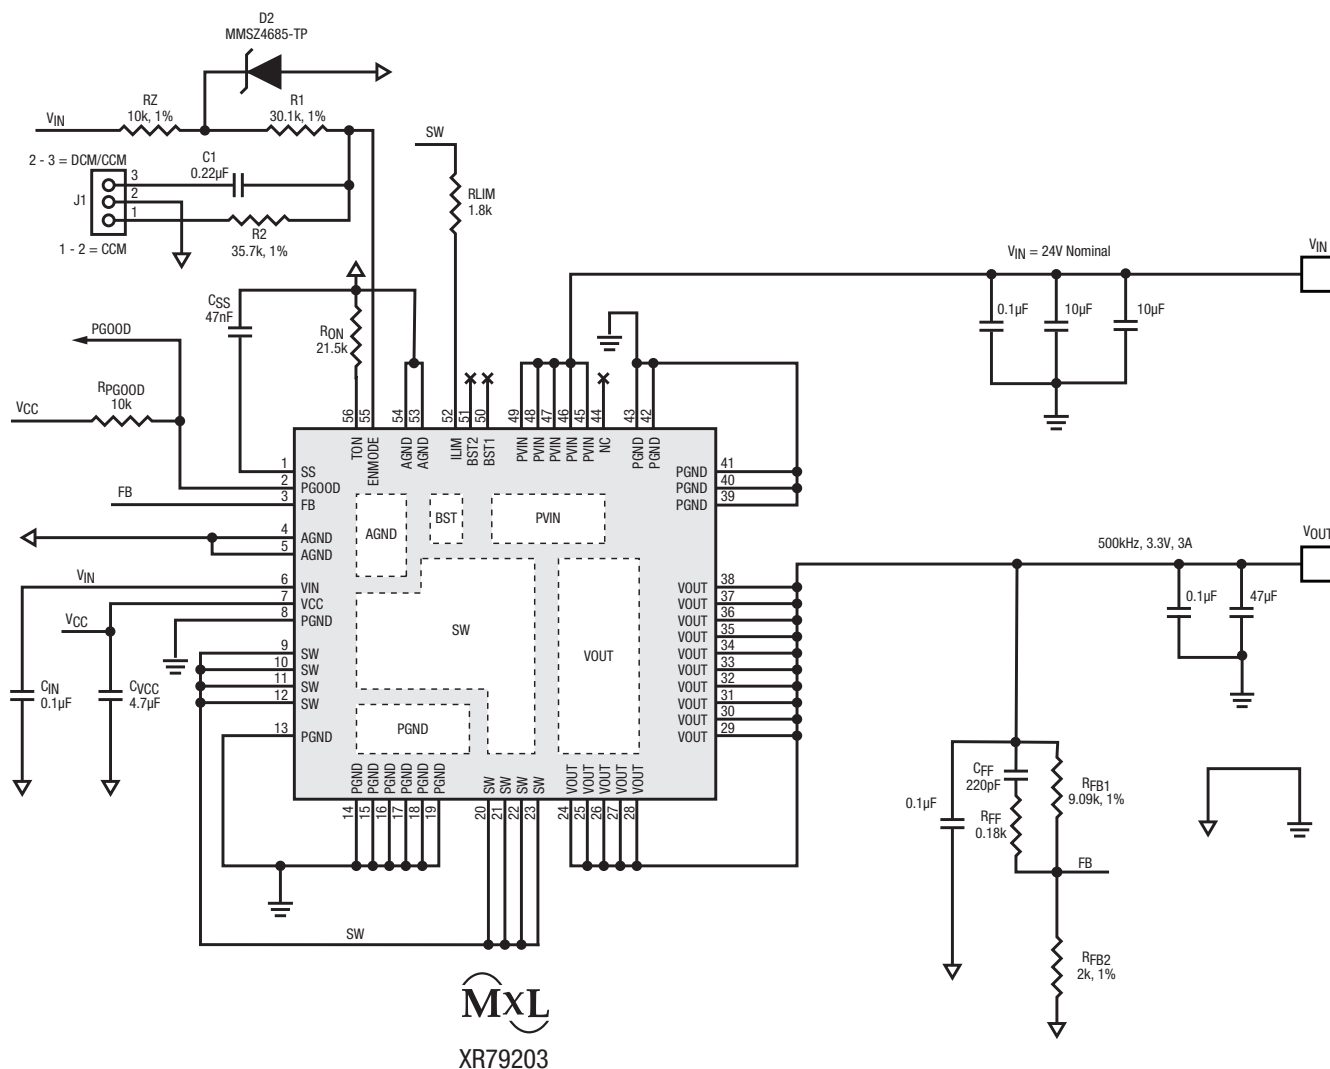 D2
MMSZ4685-TP
RZ
10k, 1%
R1
30.1k, 1%
VIN
2 - 3 = DCM/CCM
C1
0.22µF
3
2
1
J1
R2
35.7k, 1%
1 - 2 = CCM
SW
RLIM
1.8k
VIN = 24V Nominal
VIN
0.1µF
10µF
10µF
CSS
47nF
RON
21.5k
PGOOD
RPGOOD
10k
VCC
56
55
54
53
52
51
50
49
48
47
46
45
44
43
42
TON
ENMODE
AGND
AGND
ILIM
BST2
BST1
PVIN
PVIN
PVIN
PVIN
PVIN
NC
PGND
PGND
1 SS
2 PGOOD
FB 3 FB
4 AGND
5 AGND
VIN 6 VIN
7 VCC
VCC 8 PGND
9 SW
10 SW
11 SW
12 SW
13 PGND
CIN
0.1µF
CVCC
4.7µF
AGND
BST
PVIN
SW
VOUT
PGND
PGND 41
PGND 40
PGND 39
VOUT 38
VOUT 37
VOUT 36
VOUT 35
VOUT 34
VOUT 33
VOUT 32
VOUT 31
VOUT 30
VOUT 29
500kHz, 3.3V, 3A
VOUT
0.1µF
47µF
PGND
PGND
PGND
PGND
PGND
PGND
SW
SW
SW
SW
VOUT
VOUT
VOUT
VOUT
VOUT
14
15
16
17
18
19
20
21
22
23
24
25
26
27
28
0.1µF
CFF
220pF
RFF
0.18k
RFB1
9.09k, 1%
FB
RFB2
2k, 1%
SW
MXL
XR79203